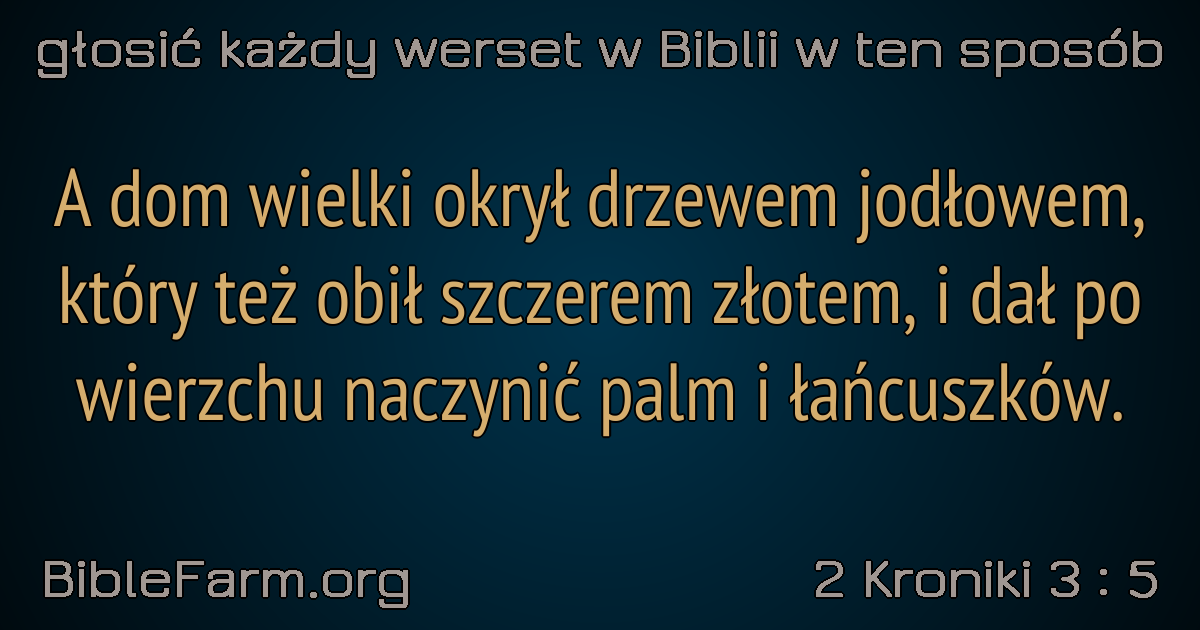 głosić każdy werset w Biblii w ten sposób
A dom wielki okrył drzewem jodłowem,
który też obił szczerem złotem, i dał po
wierzchu naczynić palm i łańcuszków.
BibleFarm.org
2 Kroniki 3 : 5